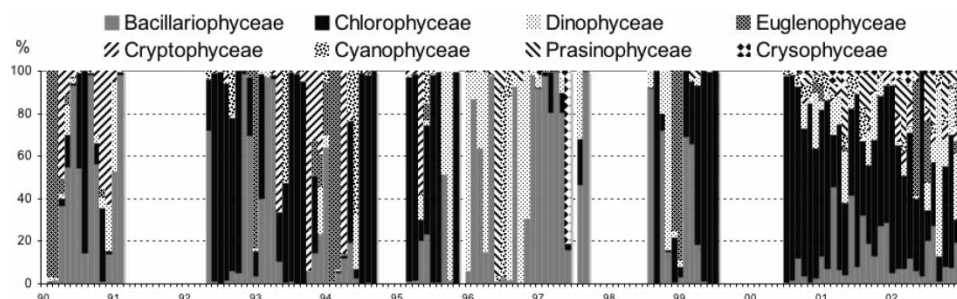 Bacillariophyceae Chlorophyceae Dinophyceae Euglenophyceae
Cryptophyceae Cyanophyceae Prasinophyceae Crysophyceae
%
100
80
60
40
20
0
90 91 92 93 94 95 96 97 98 99 00 01 02